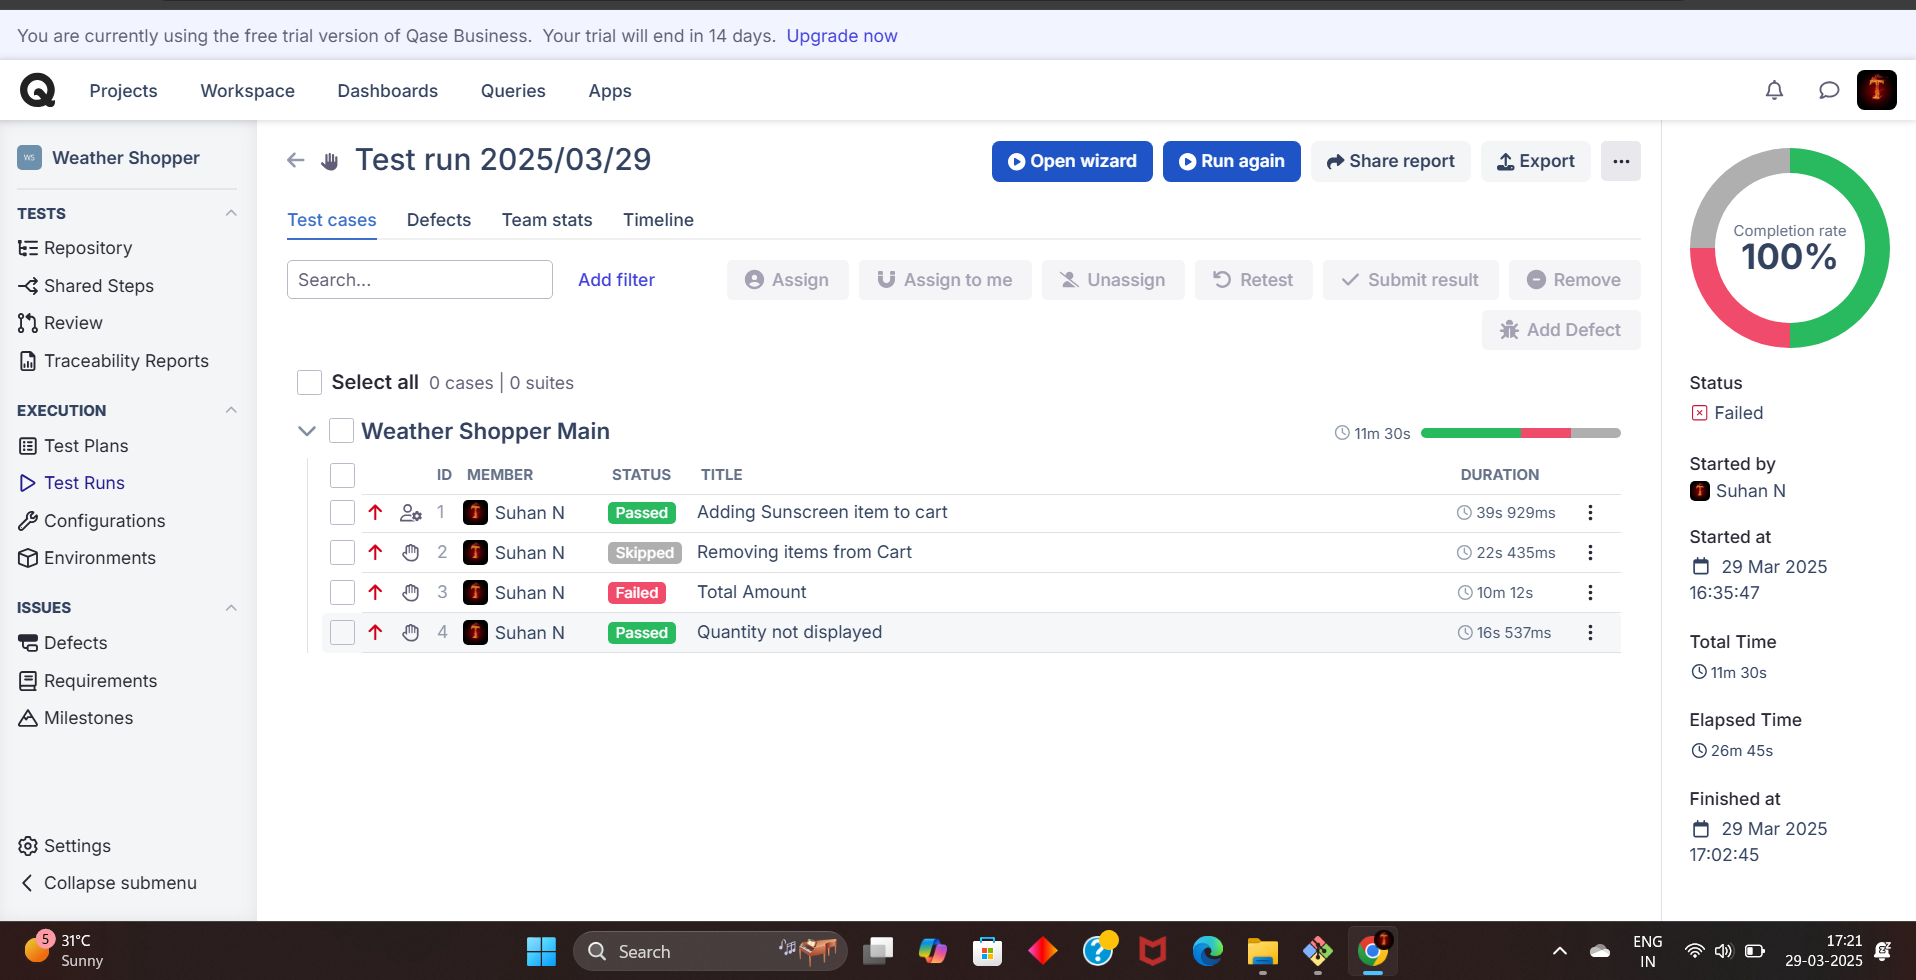 You are currently using the free trial version of Qase Business. Your trial will end in 14 days. Upgrade now
Projects Workspace Dashboards Queries Apps
WS Weather Shopper
TESTS
Repository
Shared Steps
Review
Traceability Reports
EXECUTION
Test Plans
Test Runs
Configurations
Environments
ISSUES
Defects
Requirements
Milestones
Settings
Collapse submenu
Test run 2025/03/29
Open wizard Run again Share report Export
Test cases Defects Team stats Timeline
Search... Add filter Assign Assign to me Unassign Retest Submit result Remove
Add Defect
Select all 0 cases | 0 suites
Weather Shopper Main 11m 30s
ID MEMBER STATUS TITLE DURATION
1 Suhan N Passed Adding Sunscreen item to cart 39s 929ms
2 Suhan N Skipped Removing items from Cart 22s 435ms
3 Suhan N Failed Total Amount 10m 12s
4 Suhan N Passed Quantity not displayed 16s 537ms
Completion rate
100%
Status
Failed
Started by
Suhan N
Started at
29 Mar 2025
16:35:47
Total Time
11m 30s
Elapsed Time
26m 45s
Finished at
29 Mar 2025
17:02:45
5 31°C
Sunny
Search
ENG
IN
17:21
29-03-2025